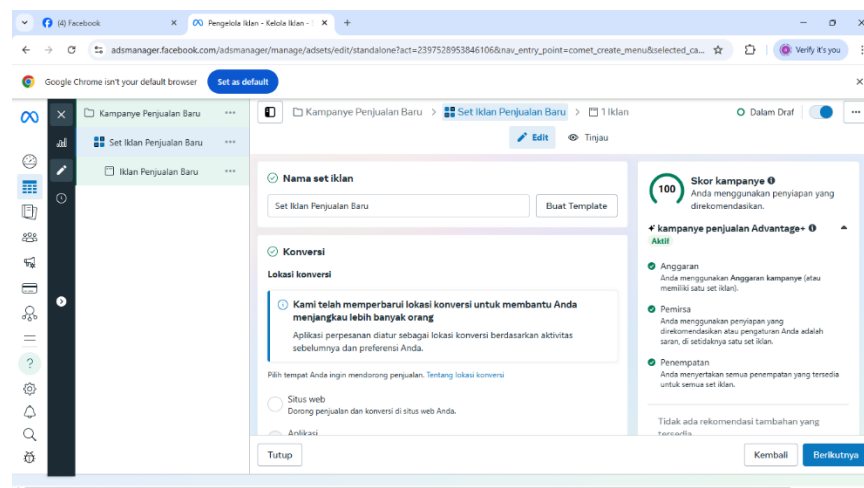 (4) Facebook
Pengelola Iklan - Kelola Iklan -
adsmanager.facebook.com/adsmanager/manage/adsets/edit/standalone?act=2397528953846106&nav_entry_point=comet_create_menu&selected_ca...
Verify it's you
Google Chrome isn't your default browser
Set as default
Kampanye Penjualan Baru
Set Iklan Penjualan Baru
Iklan Penjualan Baru
Kampanye Penjualan Baru > Set Iklan Penjualan Baru > 1 Iklan
Dalam Draf
Edit
Tinjau
Nama set iklan
Set Iklan Penjualan Baru
Buat Template
Konversi
Lokasi konversi
Kami telah memperbarui lokasi konversi untuk membantu Anda
menjangkau lebih banyak orang
Aplikasi perpesanan diatur sebagai lokasi konversi berdasarkan aktivitas
sebelumnya dan preferensi Anda.
Pilih tempat Anda ingin mendorong penjualan. Tentang lokasi konversi
Situs web
Dorong penjualan dan konversi di situs web Anda.
Aplikasi
Tutup
100
Skor kampanye
Anda menggunakan penyiapan yang
direkomendasikan.
kampanye penjualan Advantage+
Aktif
Anggaran
Anda menggunakan Anggaran kampanye (atau
memiliki satu set iklan).
Pemirsa
Anda menggunakan penyiapan yang
direkomendasikan atau pengaturan Anda adalah
saran, di setidaknya satu set iklan.
Penempatan
Anda menyertakan semua penempatan yang tersedia
untuk semua set iklan.
Tidak ada rekomendasi tambahan yang
tersedia
Kembali
Berikutnya